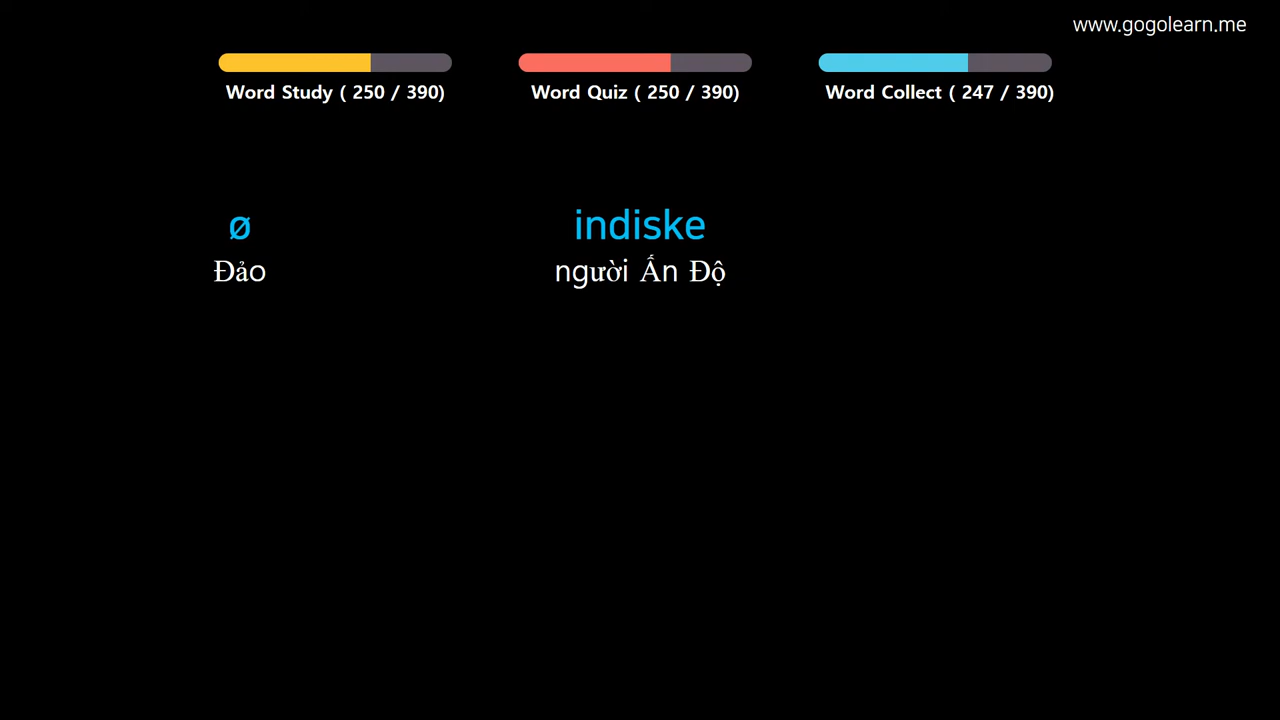 www.gogolearn.me
Word Study ( 250 / 390)
Word Quiz ( 250 / 390)
Word Collect ( 247 / 390)
ø
Đảo
indiske
người Ấn Độ